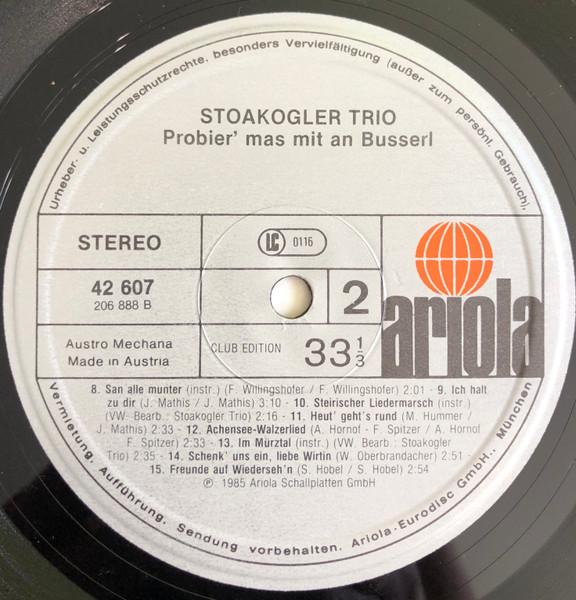 Urheber- u. Leistungsschutzrechte, besonders Vervielfältigung (außer zum persönl. Gebrauch),
STOAKOGLER TRIO
Probier' mas mit an Busserl
STEREO
LC 0116
42 607
206 888 B
2
ariola
Austro Mechana
Made in Austria
CLUB EDITION
33 1/3
8. San alle munter (instr.) (F. Willingshofer / F. Willingshofer) 2:01 - 9. Ich halt
zu dir (J. Mathis / J. Mathis) 3:10 - 10. Steirischer Liedermarsch (instr.)
(VW- Bearb.: Stoakogler Trio) 2:16 - 11. Heut' geht's rund (M. Hummer /
J. Mathis) 2:33 - 12. Achensee-Walzerlied (A. Hornof - F. Spitzer / A. Hornof
F. Spitzer) 2:33 - 13. Im Mürztal (instr.) (VW. Bearb.: Stoakogler
Trio) 2:35 - 14. Schenk' uns ein, liebe Wirtin (W. Oberbrandacher) 2:51 -
15. Freunde auf Wiederseh'n (S. Hobel / S. Hobel) 2:54
℗ 1985 Ariola Schallplatten GmbH
Vermietung, Aufführung, Sendung vorbehalten. Ariola-Eurodisc GmbH., München